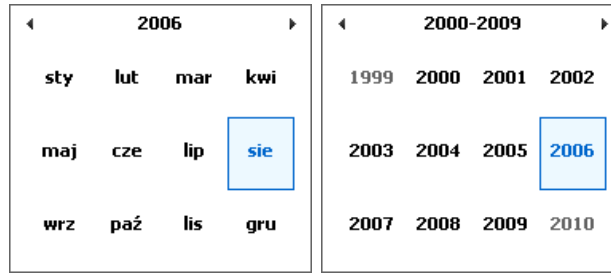 2006
sty lut mar kwi
maj cze lip sie
wrz paź lis gru
2000-2009
1999 2000 2001 2002
2003 2004 2005 2006
2007 2008 2009 2010